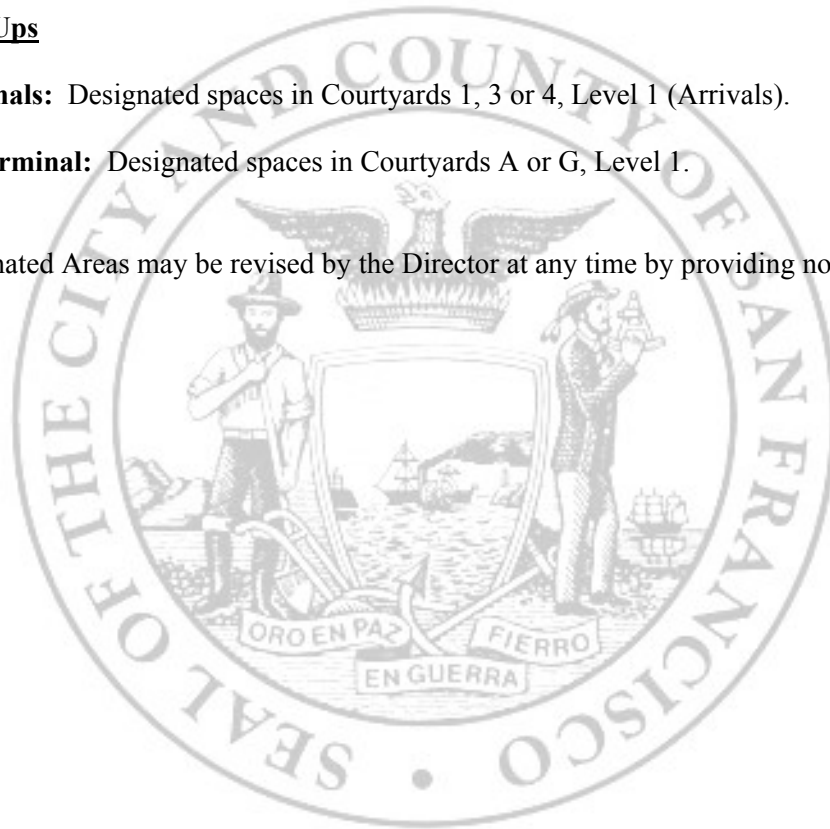 Ups
nals: Designated spaces in Courtyards 1, 3 or 4, Level 1 (Arrivals).
rminal: Designated spaces in Courtyards A or G, Level 1.
nated Areas may be revised by the Director at any time by providing no
SEAL OF THE CITY AND COUNTY OF SAN FRANCISCO
ORO EN PAZ
FIERRO
EN GUERRA